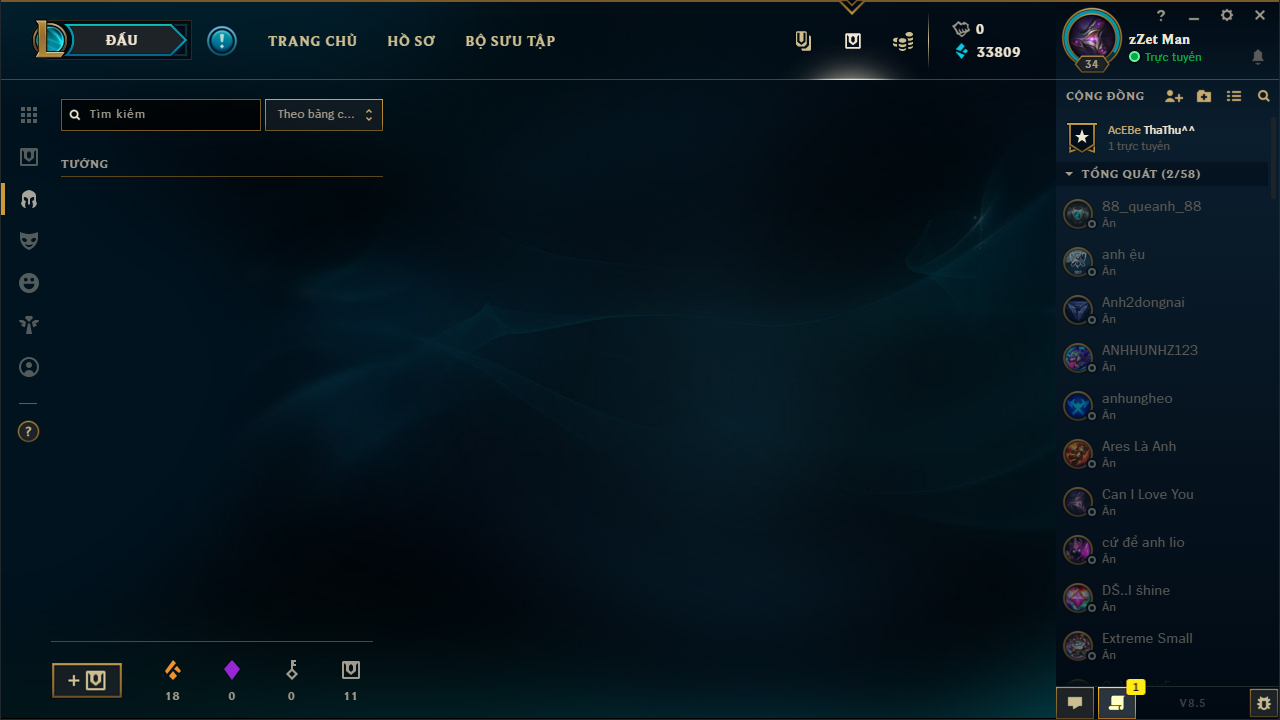 ĐẤU
TRANG CHỦ
HỒ SƠ
BỘ SƯU TẬP
0
33809
34
zZet Man
Trực tuyến
Tìm kiếm
Theo bảng c...
TƯỚNG
CỘNG ĐỒNG
AcEBe ThaThu^^
1 trực tuyến
TỔNG QUÁT (2/58)
88_queanh_88
Ẩn
anh ệu
Ẩn
Anh2dongnai
Ẩn
ANHHUNHZ123
Ẩn
anhungheo
Ẩn
Ares Là Anh
Ẩn
Can I Love You
Ẩn
cứ để anh lio
Ẩn
DŠ..I šhine
Ẩn
Extreme Small
Ẩn
18
0
0
11
1
V8.5